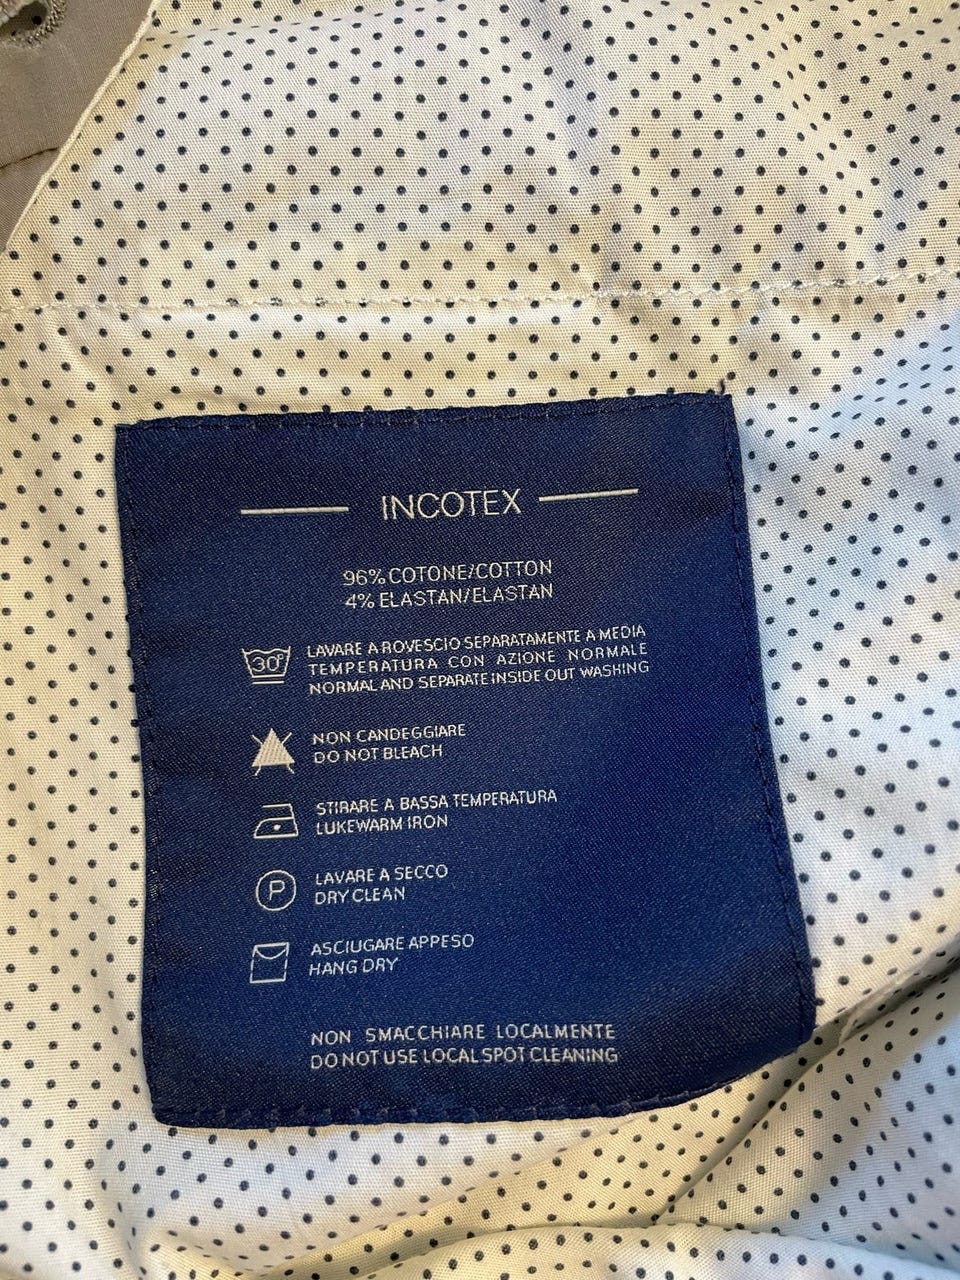 INCOTEX
96% COTONE/COTTON
4% ELASTAN/ELASTAN
30°
LAVARE A ROVESCIO SEPARATAMENTE A MEDIA
TEMPERATURA CON AZIONE NORMALE
NORMAL AND SEPARATE INSIDE OUT WASHING
NON CANDEGGIARE
DO NOT BLEACH
STIRARE A BASSA TEMPERATURA
LUKEWARM IRON
P
LAVARE A SECCO
DRY CLEAN
ASCIUGARE APPESO
HANG DRY
NON SMACCHIARE LOCALMENTE
DO NOT USE LOCAL SPOT CLEANING